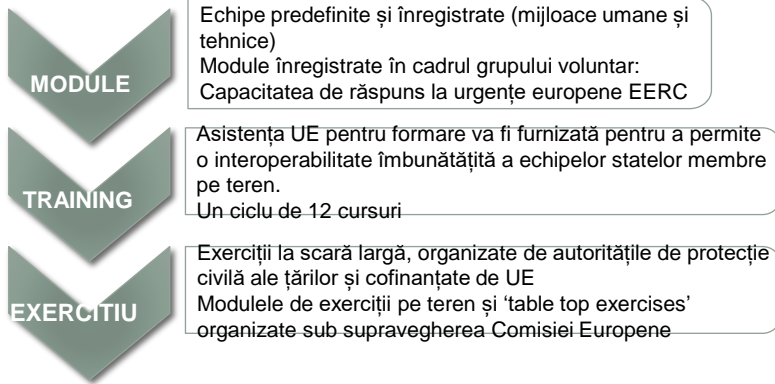 MODULE
Echipe predefinite și înregistrate (mijloace umane și
tehnice)
Module înregistrate în cadrul grupului voluntar:
Capacitatea de răspuns la urgențe europene EERC
TRAINING
Asistența UE pentru formare va fi furnizată pentru a permite
o interoperabilitate îmbunătățită a echipelor statelor membre
pe teren.
Un ciclu de 12 cursuri
EXERCITIU
Exerciții la scară largă, organizate de autoritățile de protecție
civilă ale țărilor și cofinanțate de UE
Modulele de exerciții pe teren și ‘table top exercises’
organizate sub supravegherea Comisiei Europene